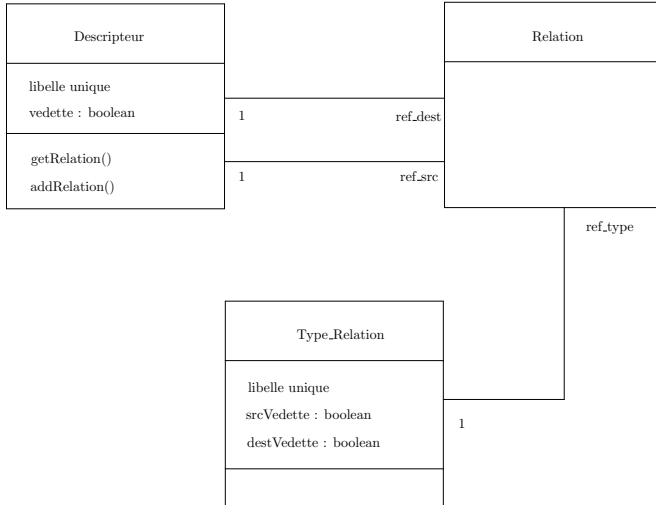 Descripteur
libelle unique
vedette : boolean
getRelation()
addRelation()
Relation
1
ref_dest
1
ref_src
ref_type
Type_Relation
libelle unique
srcVedette : boolean
destVedette : boolean
1